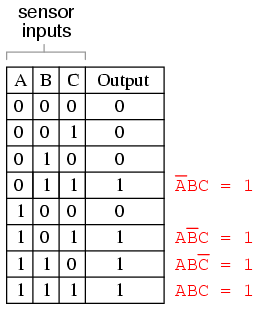 sensor
inputs
A B C Output
0 0 0 0
0 0 1 0
0 1 0 0
0 1 1 1 A̅BC = 1
1 0 0 0
1 0 1 1 AB̅C = 1
1 1 0 1 ABC̅ = 1
1 1 1 1 ABC = 1